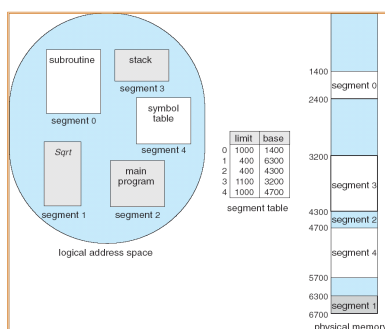 subroutine
segment 0
stack
segment 3
symbol
table
segment 4
Sqrt
segment 1
main
program
segment 2
logical address space
limit base
0 1000 1400
1 400 6300
2 400 4300
3 1100 3200
4 1000 4700
segment table
1400
segment 0
2400
3200
segment 3
4300
segment 2
4700
segment 4
5700
6300
segment 1
6700
physical memory